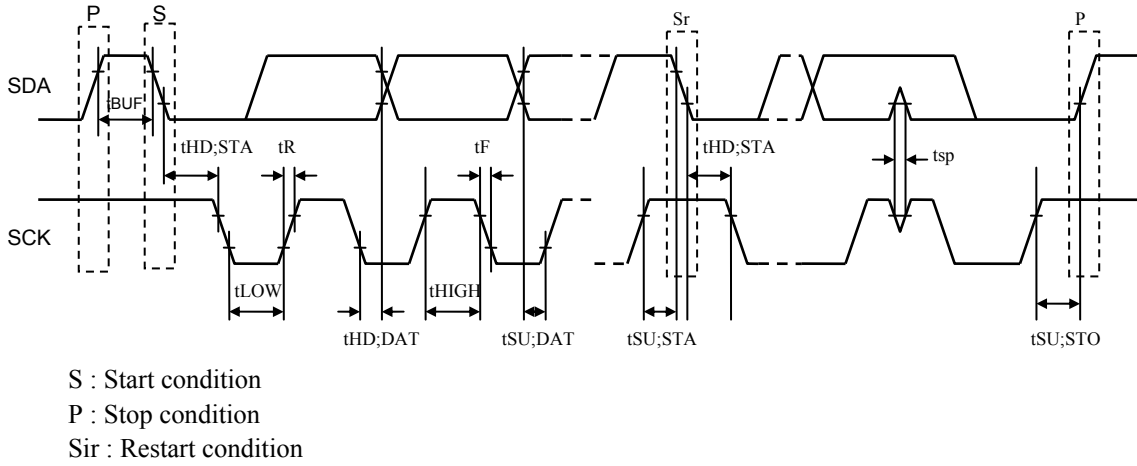 P S Sr P
SDA
tBUF
tHD;STA tR tF tHD;STA tsp
SCK
tLOW tHIGH
tHD;DAT tSU;DAT tSU;STA tSU;STO
S : Start condition
P : Stop condition
Sir : Restart condition